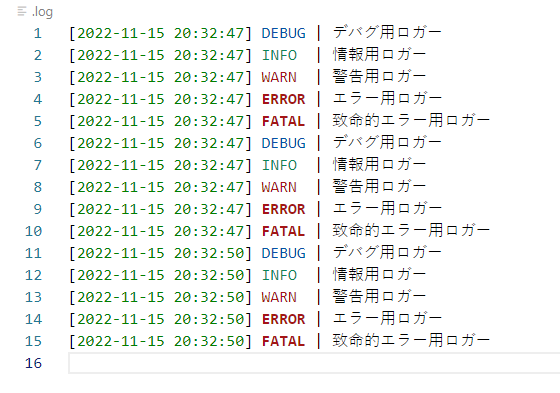 .log
1 [2022-11-15 20:32:47] DEBUG | デバグ用ロガー
2 [2022-11-15 20:32:47] INFO  | 情報用ロガー
3 [2022-11-15 20:32:47] WARN  | 警告用ロガー
4 [2022-11-15 20:32:47] ERROR | エラー用ロガー
5 [2022-11-15 20:32:47] FATAL | 致命的エラー用ロガー
6 [2022-11-15 20:32:47] DEBUG | デバグ用ロガー
7 [2022-11-15 20:32:47] INFO  | 情報用ロガー
8 [2022-11-15 20:32:47] WARN  | 警告用ロガー
9 [2022-11-15 20:32:47] ERROR | エラー用ロガー
10 [2022-11-15 20:32:47] FATAL | 致命的エラー用ロガー
11 [2022-11-15 20:32:50] DEBUG | デバグ用ロガー
12 [2022-11-15 20:32:50] INFO  | 情報用ロガー
13 [2022-11-15 20:32:50] WARN  | 警告用ロガー
14 [2022-11-15 20:32:50] ERROR | エラー用ロガー
15 [2022-11-15 20:32:50] FATAL | 致命的エラー用ロガー
16